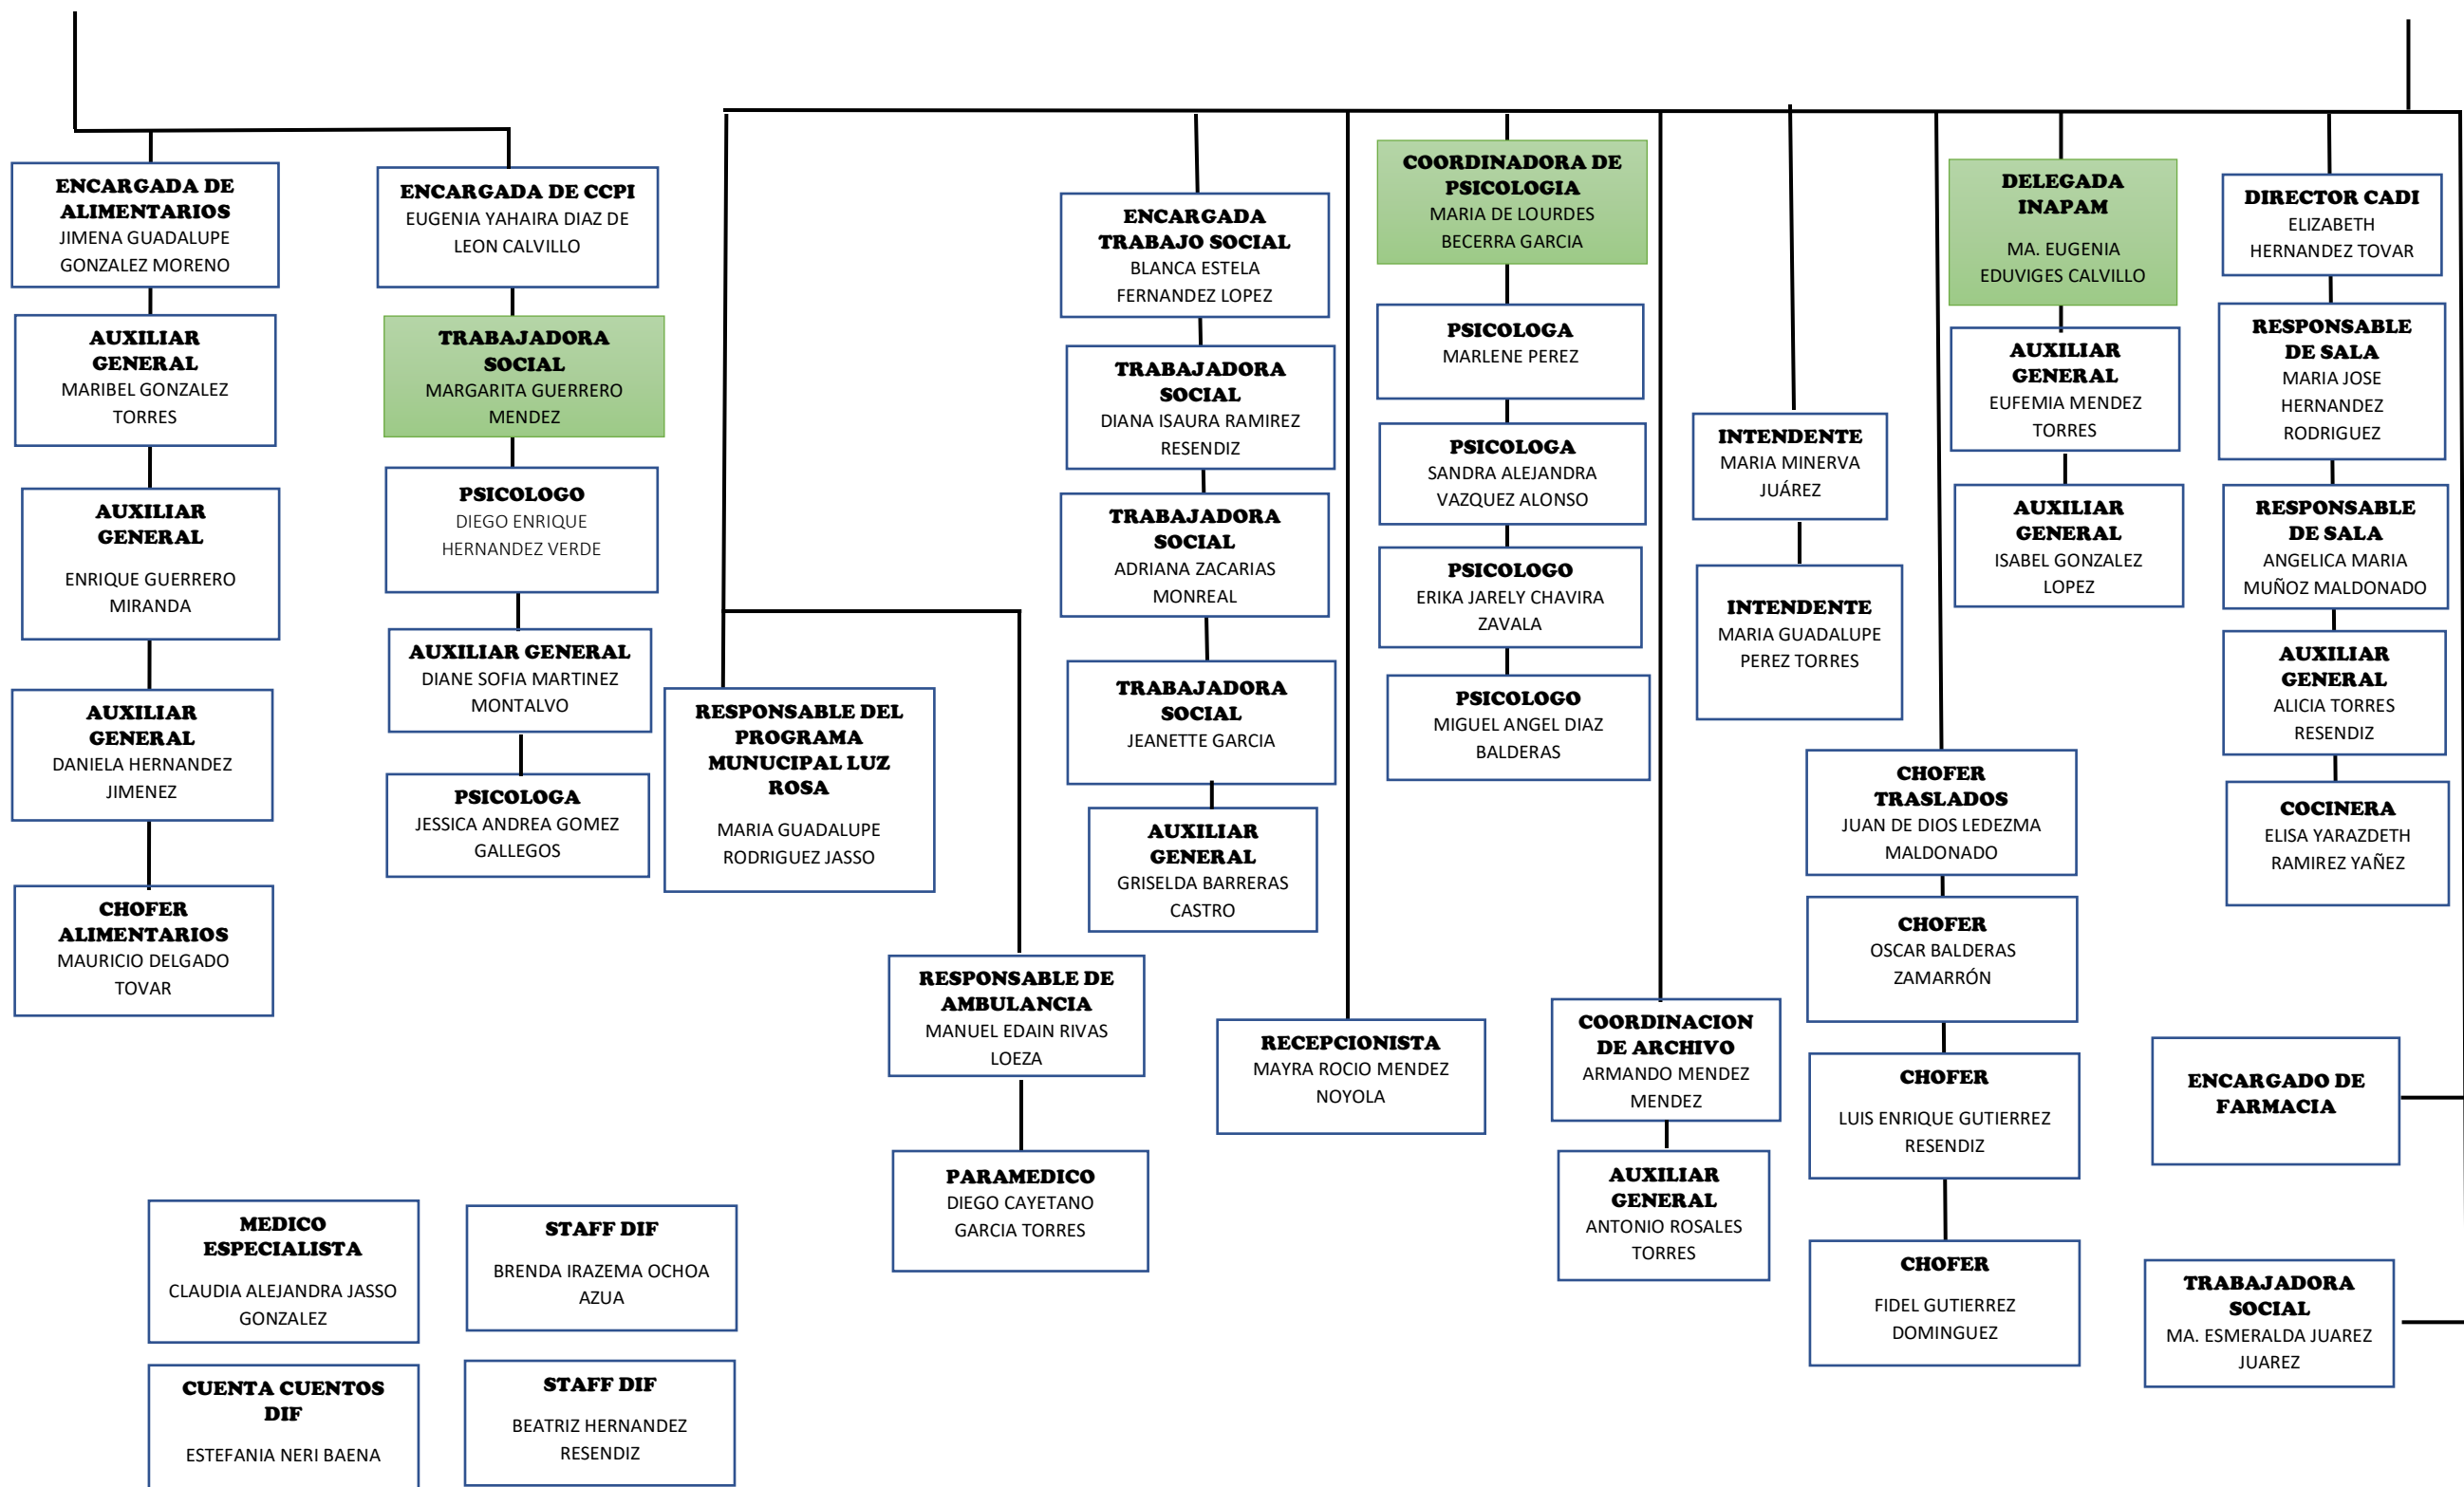 ENCARGADA DE
ALIMENTARIOS
JIMENA GUADALUPE
GONZALEZ MORENO
AUXILIAR
GENERAL
MARIBEL GONZALEZ
TORRES
AUXILIAR
GENERAL
ENRIQUE GUERRERO
MIRANDA
AUXILIAR
GENERAL
DANIELA HERNANDEZ
JIMENEZ
CHOFER
ALIMENTARIOS
MAURICIO DELGADO
TOVAR
ENCARGADA DE CCPI
EUGENIA YAHAIRA DIAZ DE
LEON CALVILLO
TRABAJADORA
SOCIAL
MARGARITA GUERRERO
MENDEZ
PSICOLOGO
DIEGO ENRIQUE
HERNANDEZ VERDE
AUXILIAR GENERAL
DIANE SOFIA MARTINEZ
MONTALVO
PSICOLOGA
JESSICA ANDREA GOMEZ
GALLEGOS
RESPONSABLE DEL
PROGRAMA
MUNUCIPAL LUZ
ROSA
MARIA GUADALUPE
RODRIGUEZ JASSO
RESPONSABLE DE
AMBULANCIA
MANUEL EDAIN RIVAS
LOEZA
PARAMEDICO
DIEGO CAYETANO
GARCIA TORRES
ENCARGADA
TRABAJO SOCIAL
BLANCA ESTELA
FERNANDEZ LOPEZ
TRABAJADORA
SOCIAL
DIANA ISAURA RAMIREZ
RESENDIZ
TRABAJADORA
SOCIAL
ADRIANA ZACARIAS
MONREAL
TRABAJADORA
SOCIAL
JEANETTE GARCIA
AUXILIAR
GENERAL
GRISELDA BARRERAS
CASTRO
RECEPCIONISTA
MAYRA ROCIO MENDEZ
NOYOLA
COORDINADORA DE
PSICOLOGIA
MARIA DE LOURDES
BECERRA GARCIA
PSICOLOGA
MARLENE PEREZ
PSICOLOGA
SANDRA ALEJANDRA
VAZQUEZ ALONSO
PSICOLOGO
ERIKA JARELY CHAVIRA
ZAVALA
PSICOLOGO
MIGUEL ANGEL DIAZ
BALDERAS
COORDINACION
DE ARCHIVO
ARMANDO MENDEZ
MENDEZ
AUXILIAR
GENERAL
ANTONIO ROSALES
TORRES
INTENDENTE
MARIA MINERVA
JUÁREZ
INTENDENTE
MARIA GUADALUPE
PEREZ TORRES
CHOFER
TRASLADOS
JUAN DE DIOS LEDEZMA
MALDONADO
CHOFER
OSCAR BALDERAS
ZAMARRÓN
CHOFER
LUIS ENRIQUE GUTIERREZ
RESENDIZ
CHOFER
FIDEL GUTIERREZ
DOMINGUEZ
DELEGADA
INAPAM
MA. EUGENIA
EDUVIGES CALVILLO
AUXILIAR
GENERAL
EUFEMIA MENDEZ
TORRES
AUXILIAR
GENERAL
ISABEL GONZALEZ
LOPEZ
DIRECTOR CADI
ELIZABETH
HERNANDEZ TOVAR
RESPONSABLE
DE SALA
MARIA JOSE
HERNANDEZ
RODRIGUEZ
RESPONSABLE
DE SALA
ANGELICA MARIA
MUÑOZ MALDONADO
AUXILIAR
GENERAL
ALICIA TORRES
RESENDIZ
COCINERA
ELISA YARAZDETH
RAMIREZ YAÑEZ
ENCARGADO DE
FARMACIA
TRABAJADORA
SOCIAL
MA. ESMERALDA JUAREZ
JUAREZ
MEDICO
ESPECIALISTA
CLAUDIA ALEJANDRA JASSO
GONZALEZ
STAFF DIF
BRENDA IRAZEMA OCHOA
AZUA
CUENTA CUENTOS
DIF
ESTEFANIA NERI BAENA
STAFF DIF
BEATRIZ HERNANDEZ
RESENDIZ